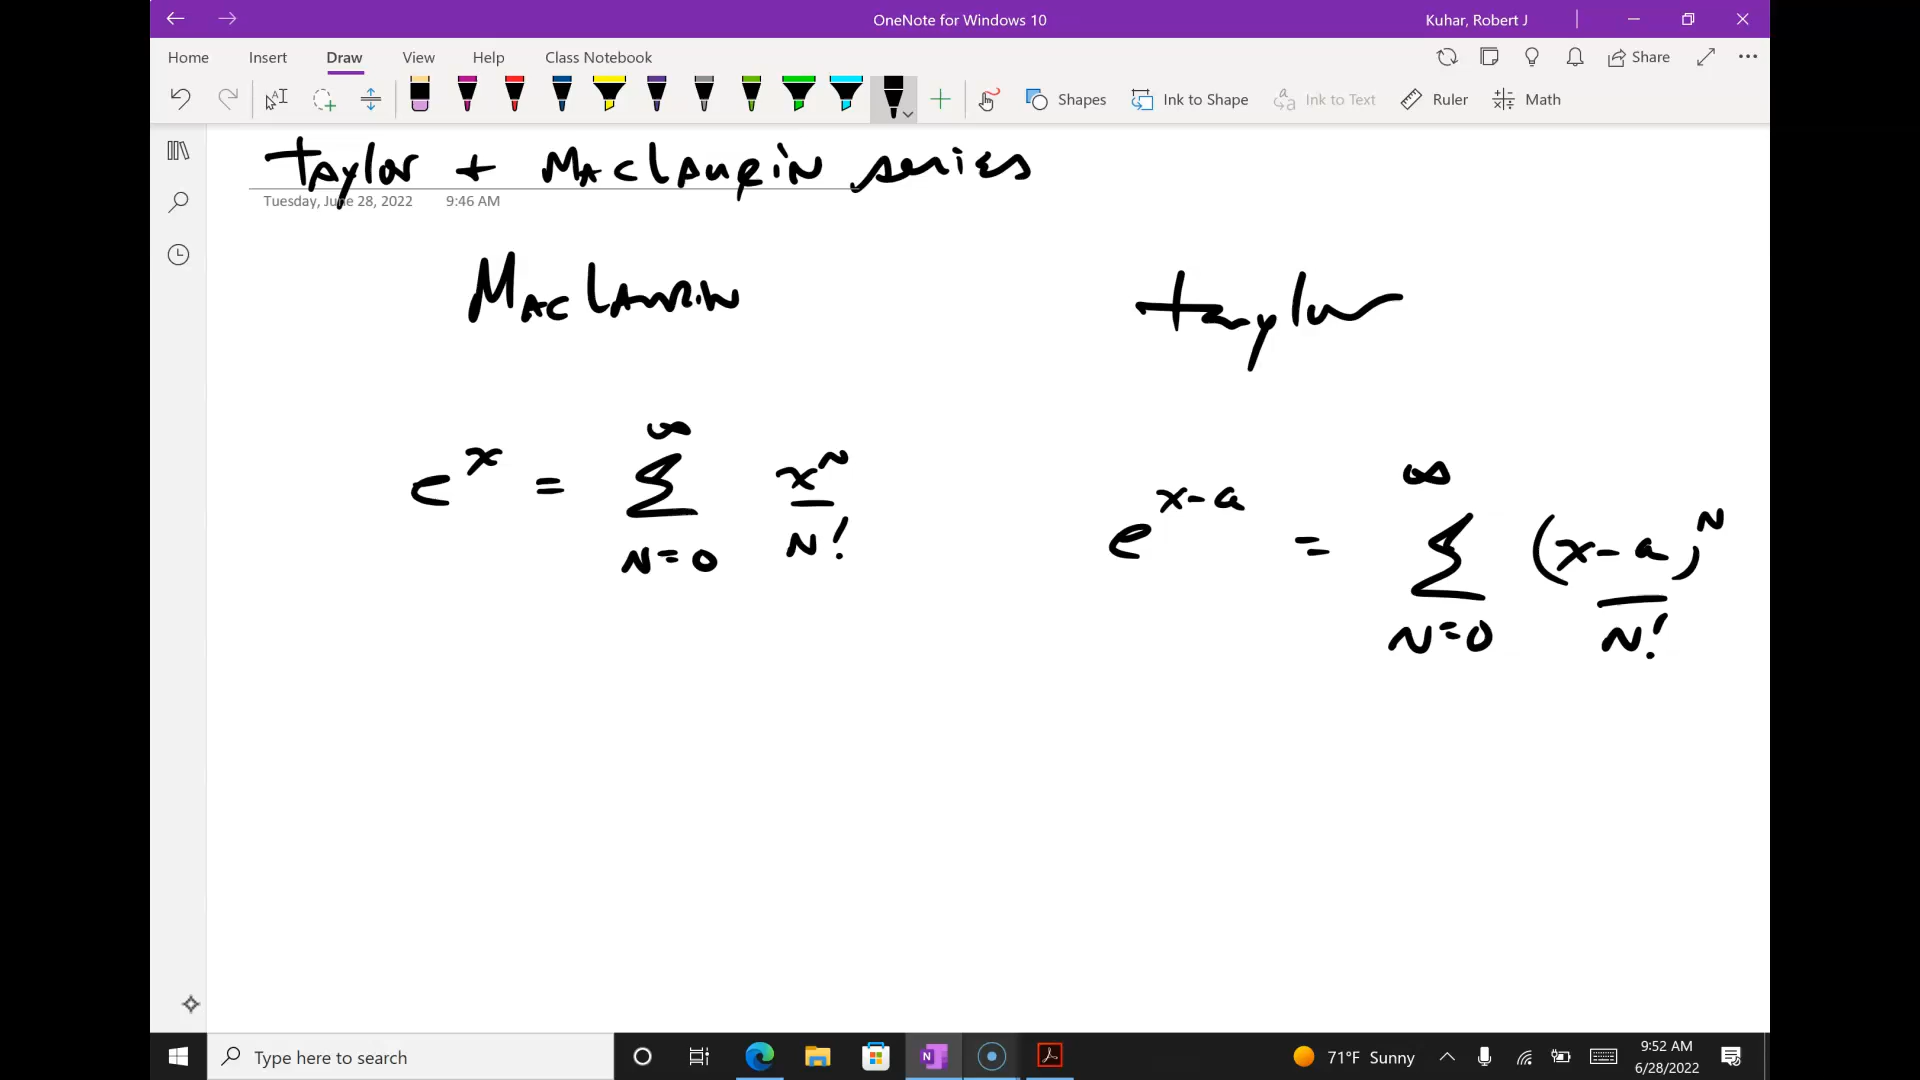 OneNote for Windows 10
Kuhar, Robert J
Home Insert Draw View Help Class Notebook
Share
Shapes Ink to Shape Ink to Text Ruler Math
Taylor + Maclaurin series
Tuesday, June 28, 2022 9:46 AM
Maclaurin
Taylor
e^x = ∑_{N=0}^{∞} x^N / N!
e^{x-a} = ∑_{N=0}^{∞} (x-a)^N / N!
Type here to search
71°F Sunny
9:52 AM
6/28/2022